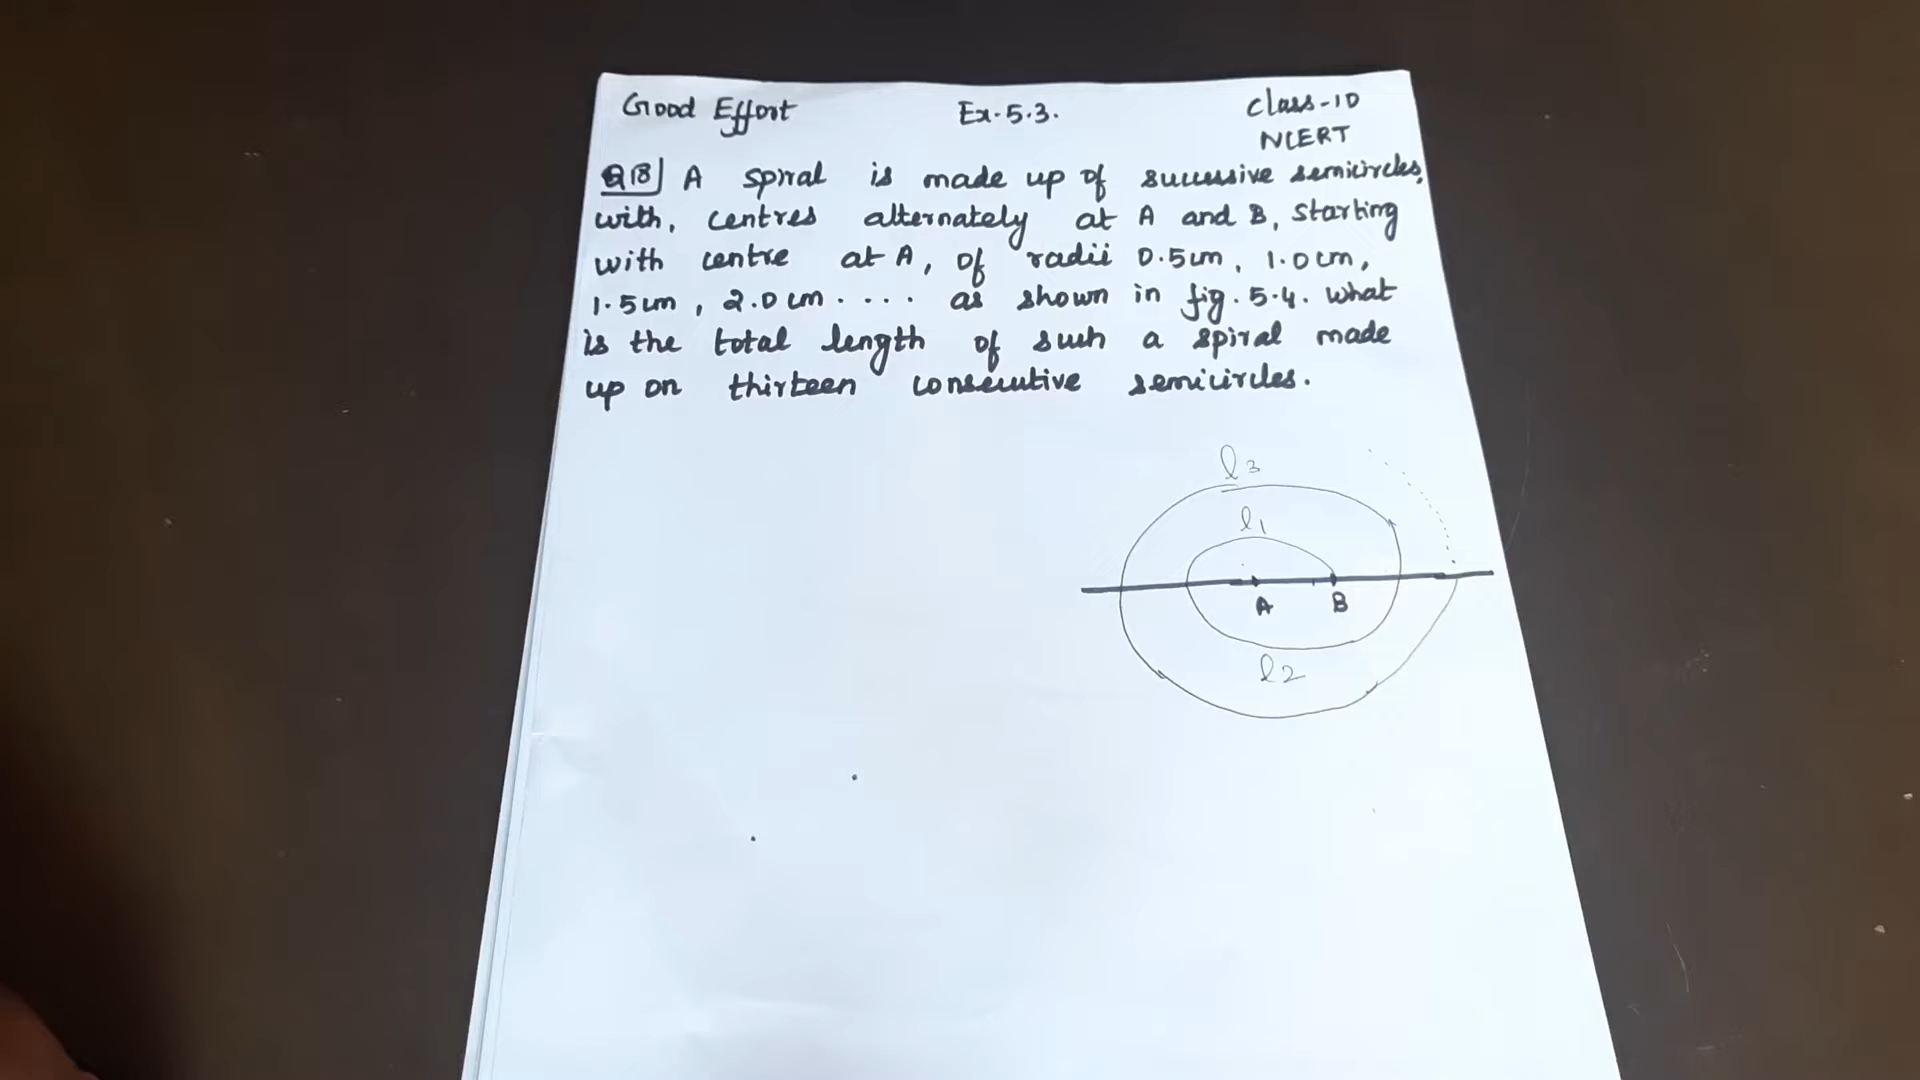 Good Effort Ex-5.3. Class-10
NCERT
Q18 A spiral is made up of successive semicircles,
with, centres alternately at A and B, starting
with centre at A, of radii 0.5cm, 1.0cm,
1.5cm, 2.0cm.... as shown in fig. 5.4. What
is the total length of such a spiral made
up on thirteen consecutive semicircles.
l3
l1
A B
l2